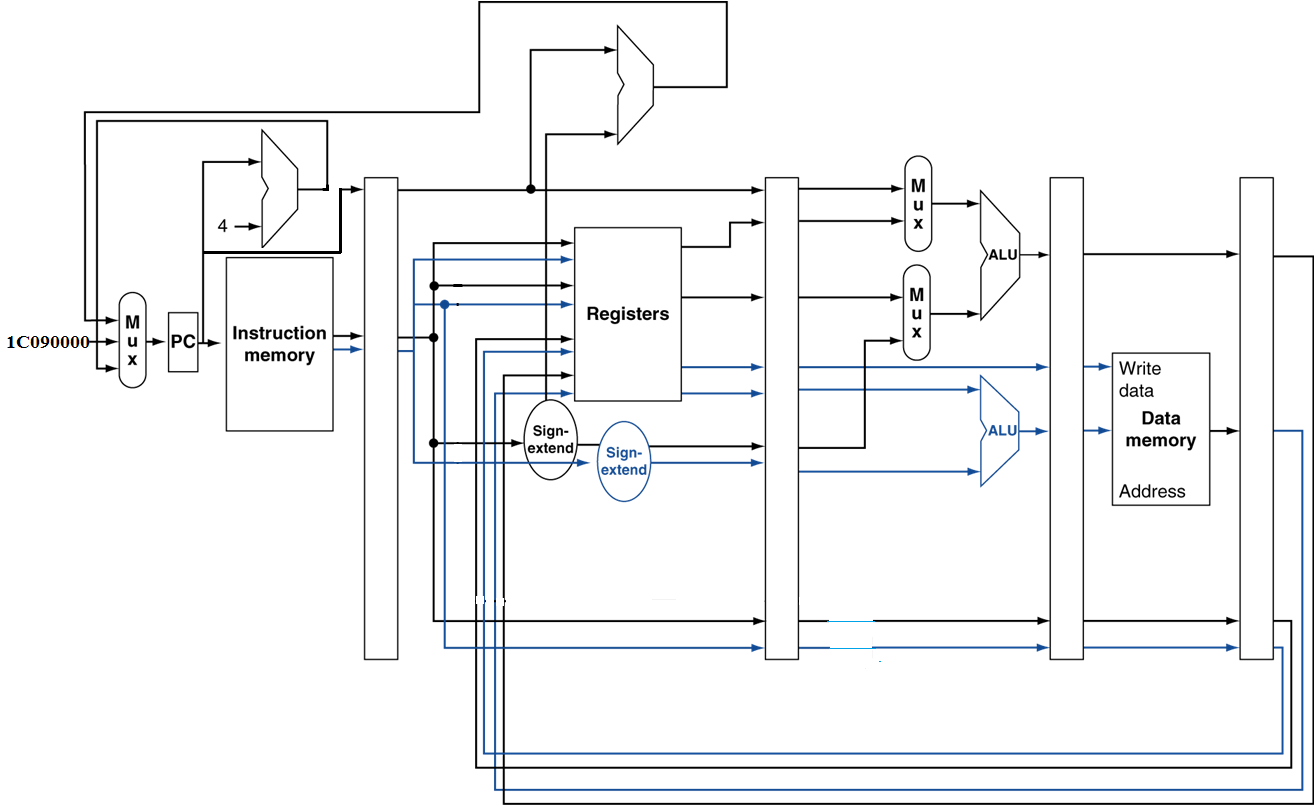 M
u
x
4
ALU
M
u
x
Registers
1C090000
M
u
x
PC
Instruction
memory
Write
data
Data
memory
Address
ALU
Sign-
extend
Sign-
extend